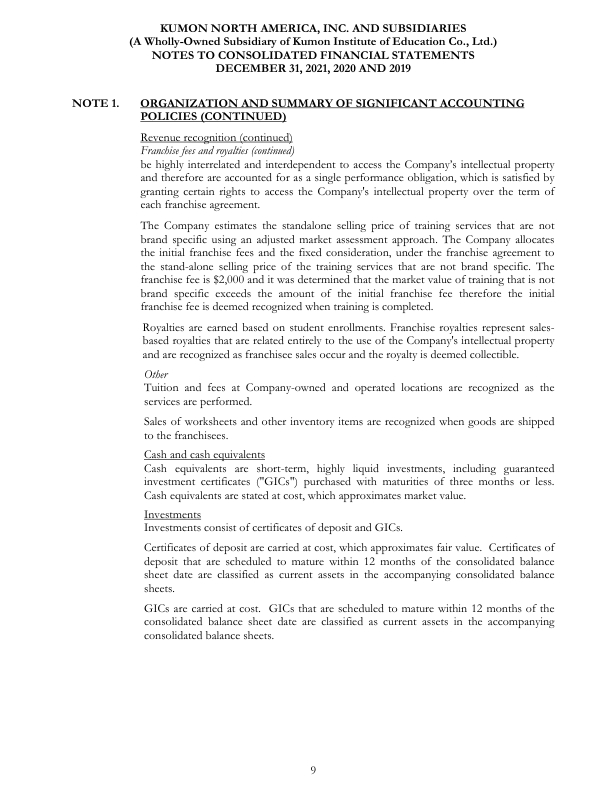 KUMON NORTH AMERICA, INC. AND SUBSIDIARIES
(A Wholly-Owned Subsidiary of Kumon Institute of Education Co., Ltd.)
NOTES TO CONSOLIDATED FINANCIAL STATEMENTS
DECEMBER 31, 2021, 2020 AND 2019
NOTE 1. ORGANIZATION AND SUMMARY OF SIGNIFICANT ACCOUNTING
POLICIES (CONTINUED)
Revenue recognition (continued)
Franchise fees and royalties (continued)
be highly interrelated and interdependent to access the Company's intellectual property
and therefore are accounted for as a single performance obligation, which is satisfied by
granting certain rights to access the Company's intellectual property over the term of
each franchise agreement.
The Company estimates the standalone selling price of training services that are not
brand specific using an adjusted market assessment approach. The Company allocates
the initial franchise fees and the fixed consideration, under the franchise agreement to
the stand-alone selling price of the training services that are not brand specific. The
franchise fee is $2,000 and it was determined that the market value of training that is not
brand specific exceeds the amount of the initial franchise fee therefore the initial
franchise fee is deemed recognized when training is completed.
Royalties are earned based on student enrollments. Franchise royalties represent sales-
based royalties that are related entirely to the use of the Company's intellectual property
and are recognized as franchisee sales occur and the royalty is deemed collectible.
Other
Tuition and fees at Company-owned and operated locations are recognized as the
services are performed.
Sales of worksheets and other inventory items are recognized when goods are shipped
to the franchisees.
Cash and cash equivalents
Cash equivalents are short-term, highly liquid investments, including guaranteed
investment certificates ("GICs") purchased with maturities of three months or less.
Cash equivalents are stated at cost, which approximates market value.
Investments
Investments consist of certificates of deposit and GICs.
Certificates of deposit are carried at cost, which approximates fair value. Certificates of
deposit that are scheduled to mature within 12 months of the consolidated balance
sheet date are classified as current assets in the accompanying consolidated balance
sheets.
GICs are carried at cost. GICs that are scheduled to mature within 12 months of the
consolidated balance sheet date are classified as current assets in the accompanying
consolidated balance sheets.
9